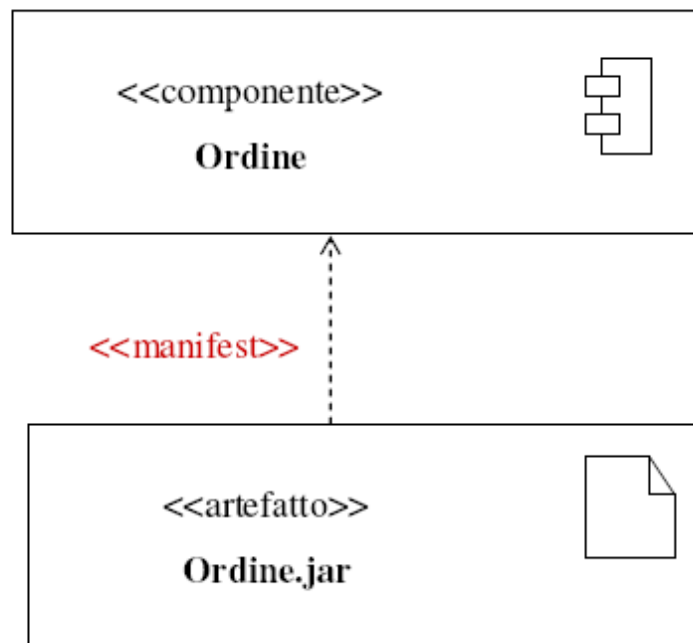 <<componente>>
Ordine
<<manifest>>
<<artefatto>>
Ordine.jar